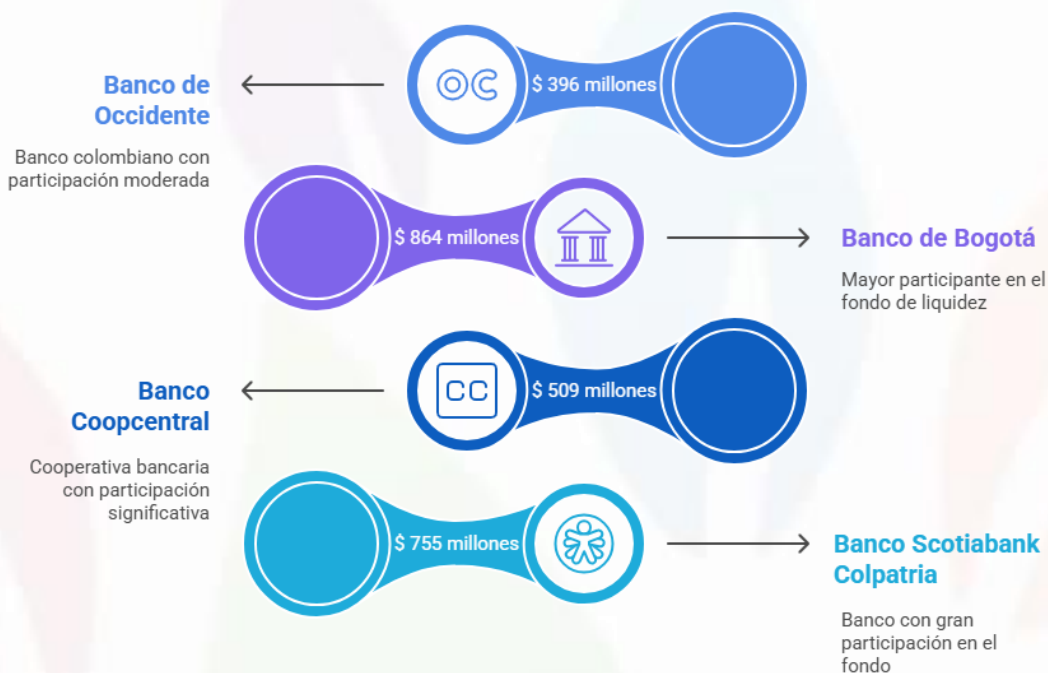 Banco de
Occidente
Banco colombiano con
participación moderada
OC
$ 396 millones
$ 864 millones
Banco de Bogotá
Mayor participante en el
fondo de liquidez
Banco
Coopcentral
Cooperativa bancaria
con participación
significativa
CC
$ 509 millones
$ 755 millones
Banco Scotiabank
Colpatria
Banco con gran
participación en el
fondo